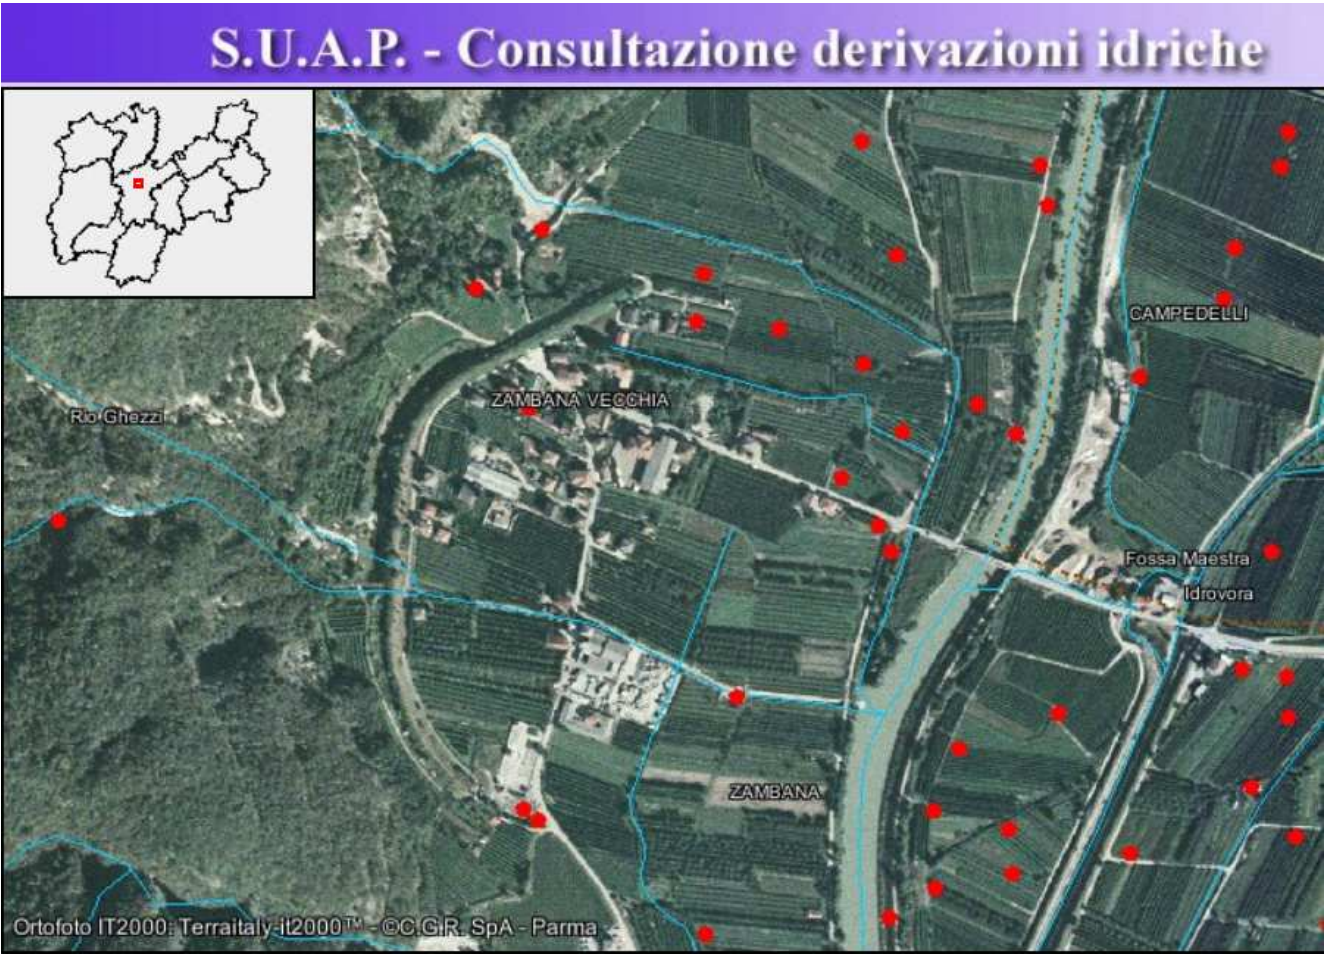 S.U.A.P. - Consultazione derivazioni idriche
CAMPEDELLI
ZAMBANA VECCHIA
Rio Ghezzi
Fossa Maestra
Idrovora
ZAMBANA
Ortofoto IT2000: Terraitaly-it2000™ - ©C.G.R. SpA - Parma